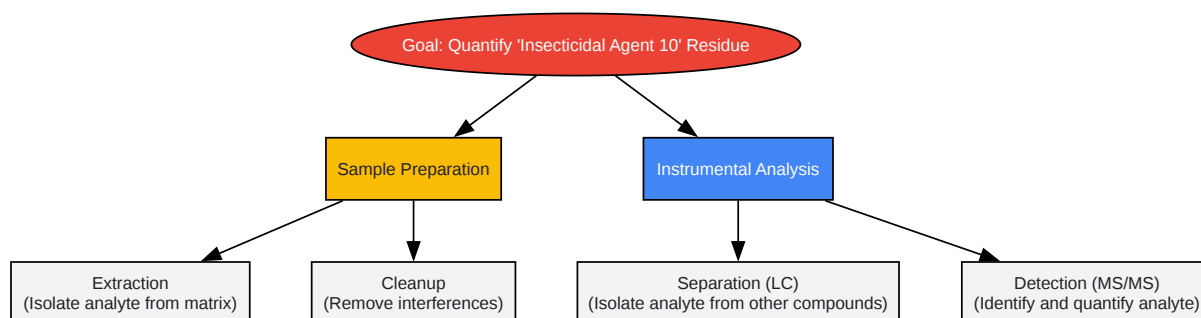 Goal: Quantify 'Insecticidal Agent 10' Residue
Sample Preparation
Instrumental Analysis
Extraction
(Isolate analyte from matrix)
Cleanup
(Remove interferences)
Separation (LC)
(Isolate analyte from other compounds)
Detection (MS/MS)
(Identify and quantify analyte)